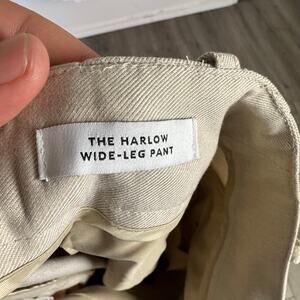 THE HARLOW
WIDE-LEG PANT